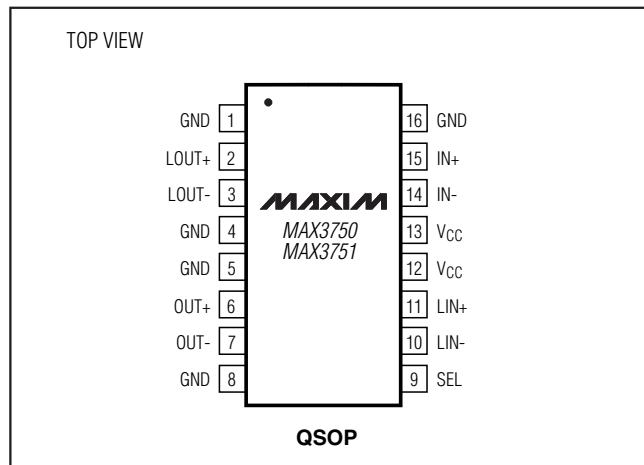 TOP VIEW
GND 1
LOUT+ 2
LOUT- 3
GND 4
GND 5
OUT+ 6
OUT- 7
GND 8
MAXIM
MAX3750
MAX3751
16 GND
15 IN+
14 IN-
13 VCC
12 VCC
11 LIN+
10 LIN-
9 SEL
QSOP